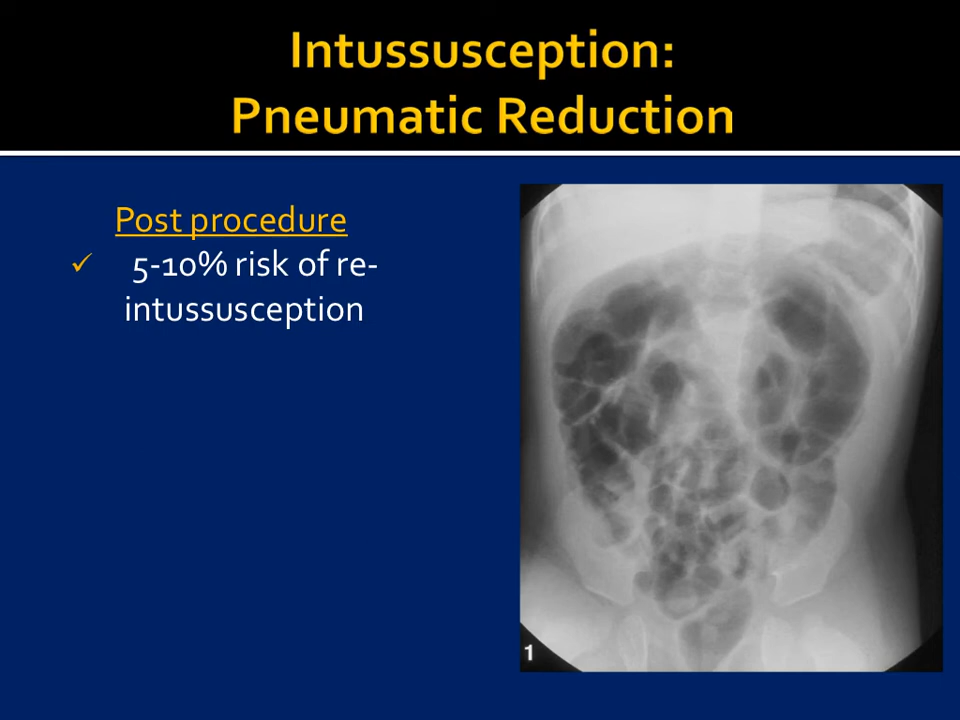 Intussusception:
Pneumatic Reduction
Post procedure
✓ 5-10% risk of re-
intussusception
1